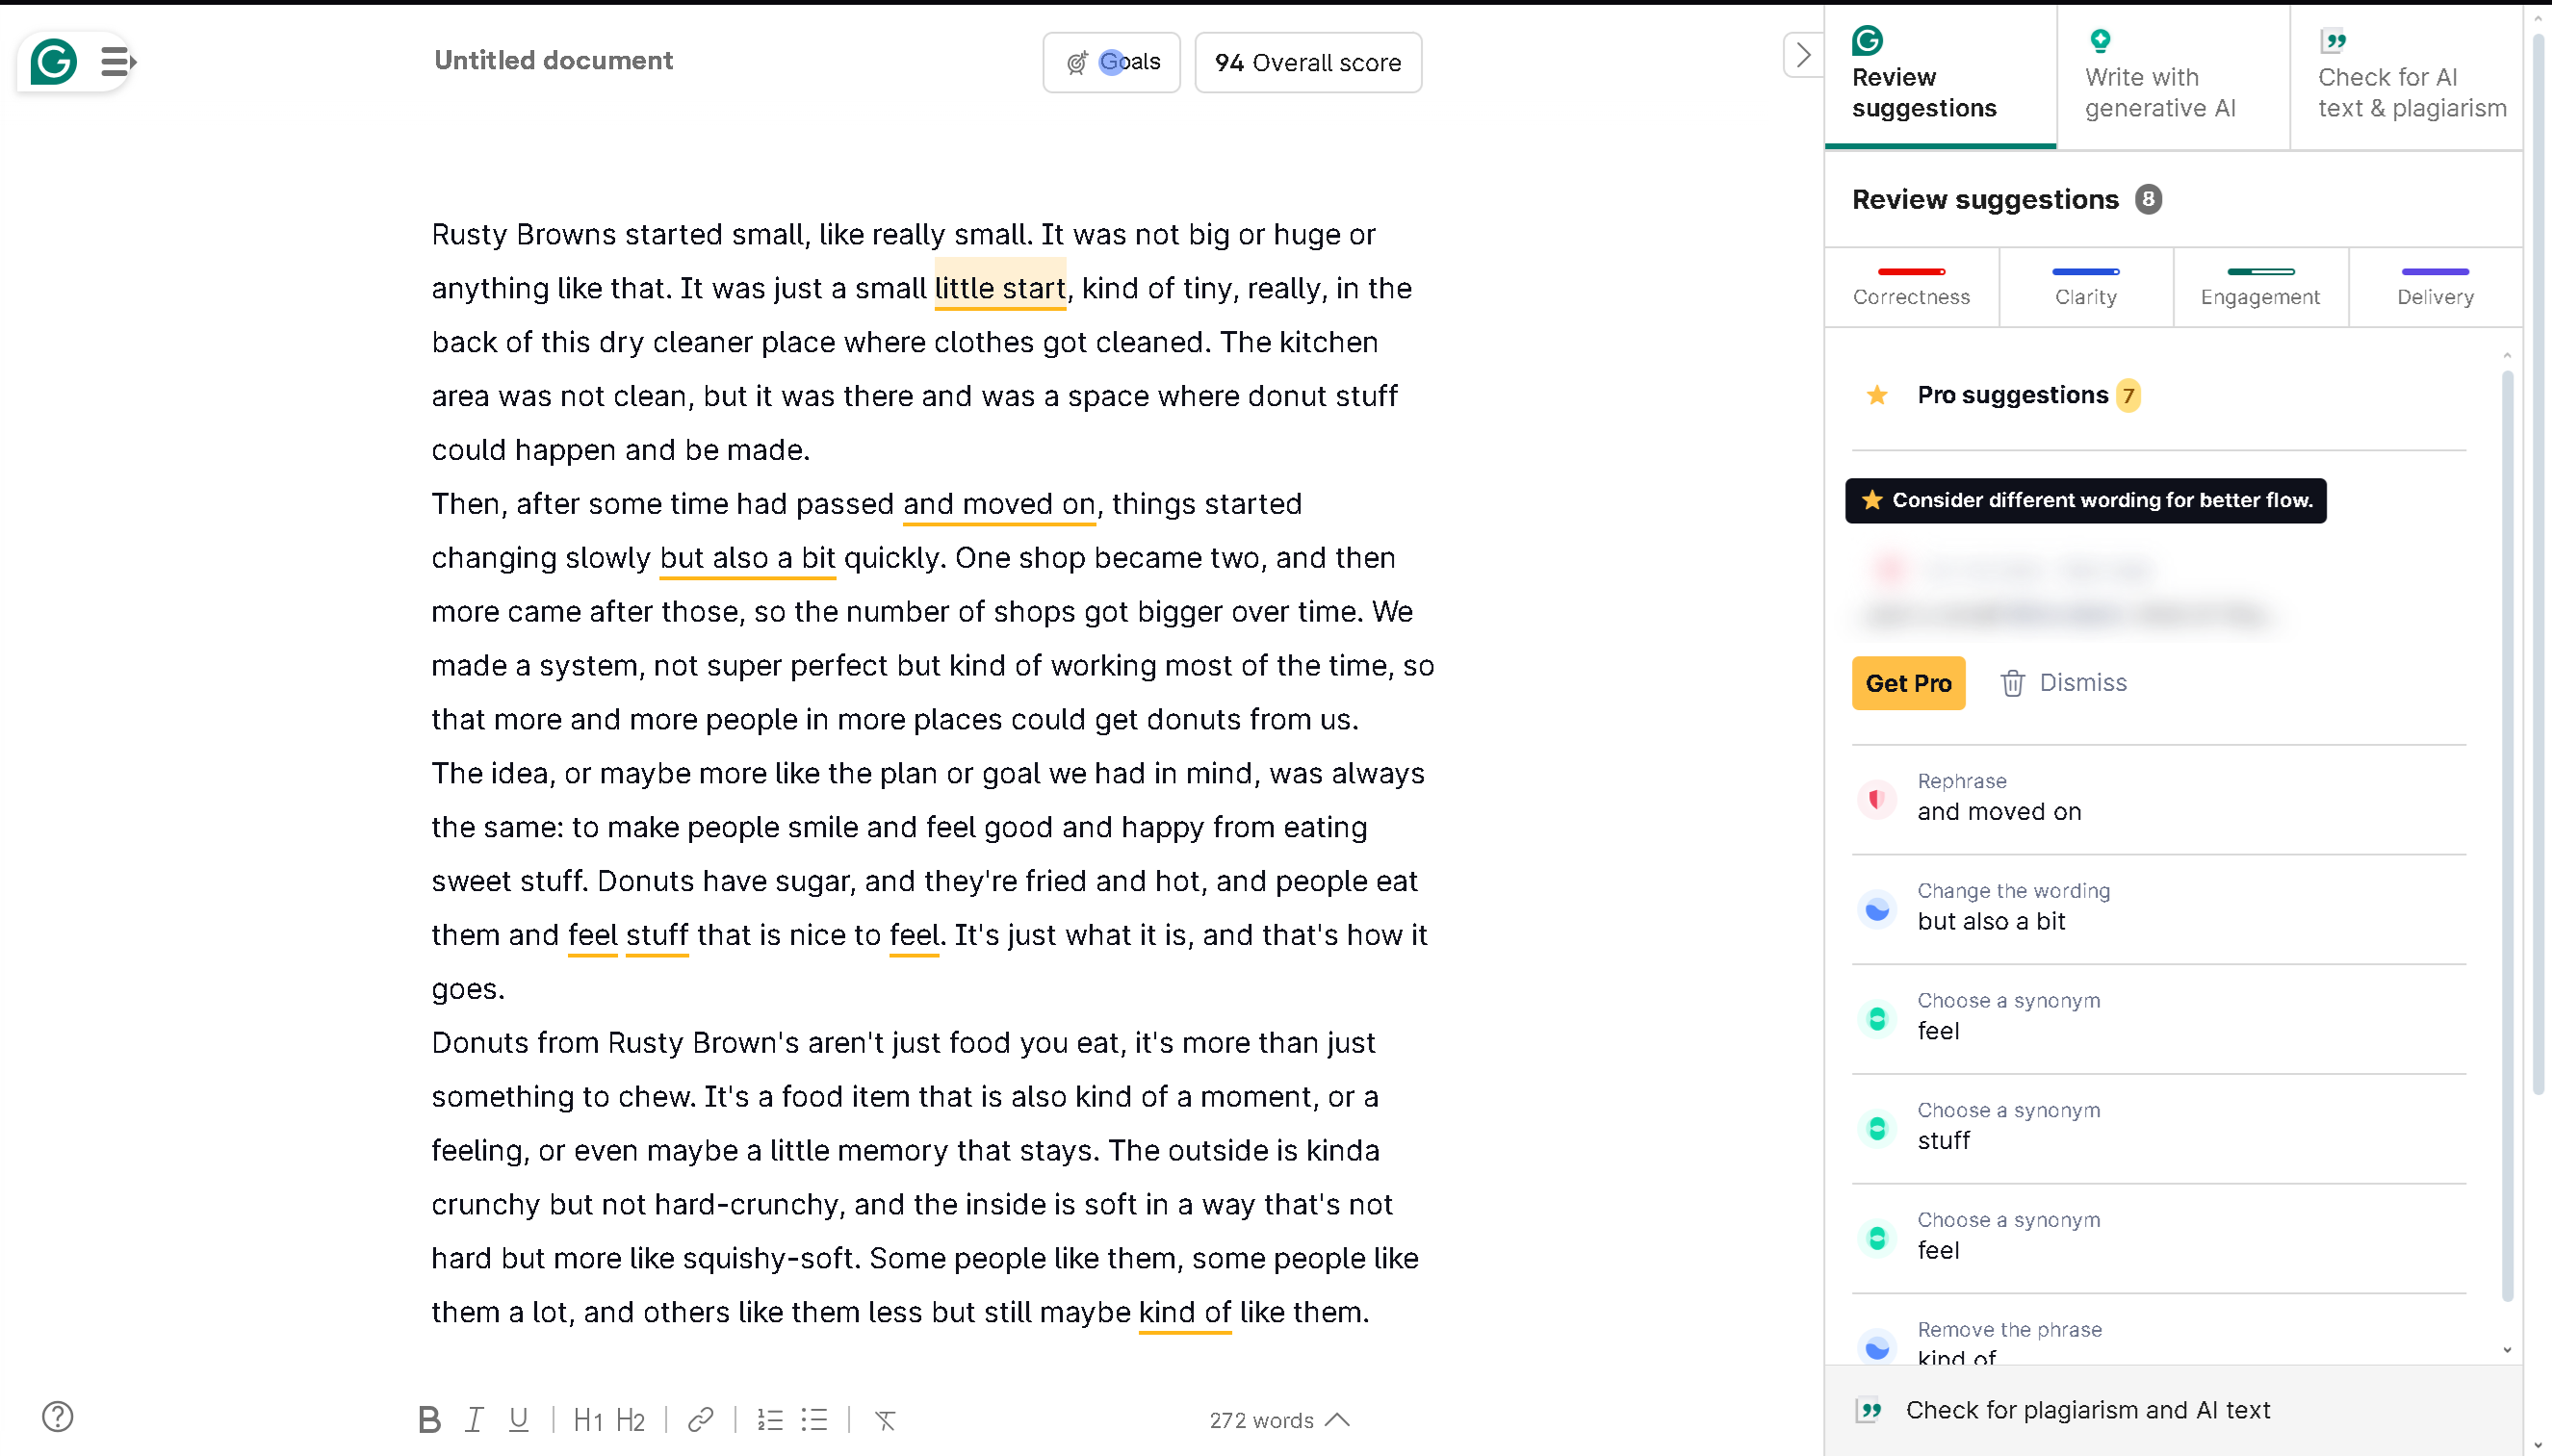 Untitled document
Goals
94 Overall score
Review
suggestions
Write with
generative AI
Check for AI
text & plagiarism
Rusty Browns started small, like really small. It was not big or huge or
anything like that. It was just a small little start, kind of tiny, really, in the
back of this dry cleaner place where clothes got cleaned. The kitchen
area was not clean, but it was there and was a space where donut stuff
could happen and be made.
Then, after some time had passed and moved on, things started
changing slowly but also a bit quickly. One shop became two, and then
more came after those, so the number of shops got bigger over time. We
made a system, not super perfect but kind of working most of the time, so
that more and more people in more places could get donuts from us.
The idea, or maybe more like the plan or goal we had in mind, was always
the same: to make people smile and feel good and happy from eating
sweet stuff. Donuts have sugar, and they're fried and hot, and people eat
them and feel stuff that is nice to feel. It's just what it is, and that's how it
goes.
Donuts from Rusty Brown's aren't just food you eat, it's more than just
something to chew. It's a food item that is also kind of a moment, or a
feeling, or even maybe a little memory that stays. The outside is kinda
crunchy but not hard-crunchy, and the inside is soft in a way that's not
hard but more like squishy-soft. Some people like them, some people like
them a lot, and others like them less but still maybe kind of like them.
B I U H1 H2
272 words
Review suggestions 8
Correctness
Clarity
Engagement
Delivery
Pro suggestions 7
Consider different wording for better flow.
Get Pro
Dismiss
Rephrase
and moved on
Change the wording
but also a bit
Choose a synonym
feel
Choose a synonym
stuff
Choose a synonym
feel
Remove the phrase
kind of
Check for plagiarism and AI text